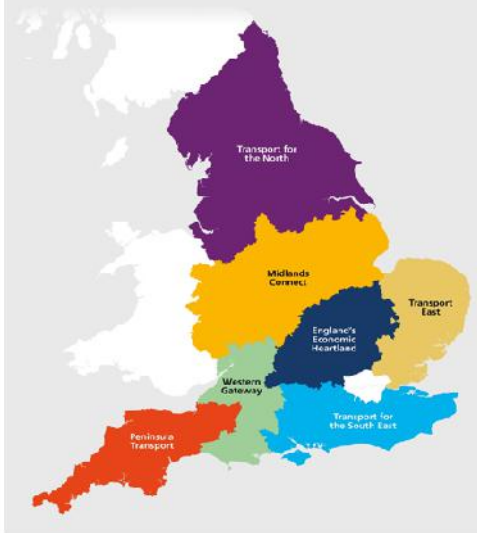 Transport for
the North
Midlands
Connect
Transport
East
England's
Economic
Heartland
Western
Gateway
Transport for
the South East
Peninsula
Transport